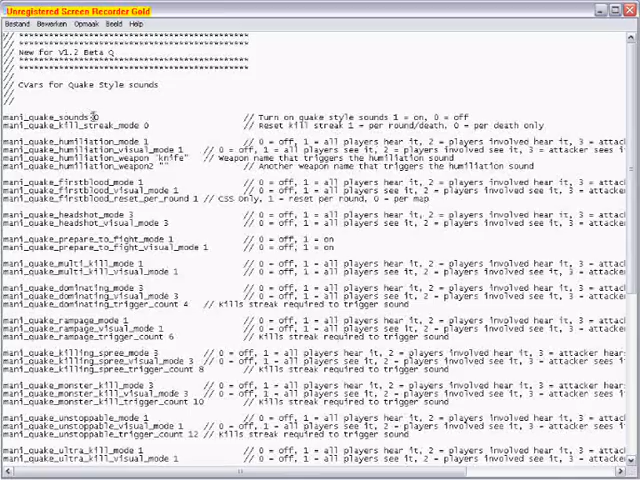 Unregistered Screen Recorder Gold
Bestand Bewerken Opmaak Beeld Help
// ******************************************
// New for V1.2 Beta Q
// ******************************************
//
// CVars for Quake Style sounds
//
//
mani_quake_sounds 0 // Turn on quake style sounds 1 = on, 0 = off
mani_quake_kill_streak_mode 0 // Reset kill streak 1 = per round/death, 0 = per death only
mani_quake_humiliation_mode 1 // 0 = off, 1 = all players hear it, 2 = players involved hear it, 3 = attacker
mani_quake_humiliation_visual_mode 1 // 0 = off, 1 = all players see it, 2 = players involved see it, 3 = attacker sees i
mani_quake_humiliation_weapon "knife" // Weapon name that triggers the humiliation sound
mani_quake_humiliation_weapon2 "" // Another weapon name that triggers the humiliation sound
mani_quake_firstblood_mode 1 // 0 = off, 1 = all players hear it, 2 = players involved hear it, 3 = attacker
mani_quake_firstblood_visual_mode 1 // 0 = off, 1 = all players see it, 2 = players involved see it, 3 = attacker
mani_quake_firstblood_reset_per_round 1 // CSS Only, 1 = reset per round, 0 = per map
mani_quake_headshot_mode 3 // 0 = off, 1 = all players hear it, 2 = players involved hear it, 3 = attacker
mani_quake_headshot_visual_mode 3 // 0 = off, 1 = all players see it, 2 = players involved see it, 3 = attacker
mani_quake_prepare_to_fight_mode 1 // 0 = off, 1 = on
mani_quake_prepare_to_fight_visual_mode 1 // 0 = off, 1 = on
mani_quake_multi_kill_mode 1 // 0 = off, 1 = all players hear it, 2 = players involved hear it, 3 = attacker
mani_quake_multi_kill_visual_mode 1 // 0 = off, 1 = all players see it, 2 = players involved see it, 3 = attacker
mani_quake_dominating_mode 3 // 0 = off, 1 = all players hear it, 2 = players involved hear it, 3 = attacker
mani_quake_dominating_visual_mode 3 // 0 = off, 1 = all players see it, 2 = players involved see it, 3 = attacker
mani_quake_dominating_trigger_count 4 // Kills streak required to trigger sound
mani_quake_rampage_mode 1 // 0 = off, 1 = all players hear it, 2 = players involved hear it, 3 = attacker
mani_quake_rampage_visual_mode 1 // 0 = off, 1 = all players see it, 2 = players involved see it, 3 = attacker
mani_quake_rampage_trigger_count 6 // Kills streak required to trigger sound
mani_quake_killing_spree_mode 3 // 0 = off, 1 = all players hear it, 2 = players involved hear it, 3 = attacker hear
mani_quake_killing_spree_visual_mode 3 // 0 = off, 1 = all players see it, 2 = players involved see it, 3 = attacker sees
mani_quake_killing_spree_trigger_count 8 // Kills streak required to trigger sound
mani_quake_monster_kill_mode 3 // 0 = off, 1 = all players hear it, 2 = players involved hear it, 3 = attacker hear
mani_quake_monster_kill_visual_mode 3 // 0 = off, 1 = all players see it, 2 = players involved see it, 3 = attacker sees
mani_quake_monster_kill_trigger_count 10 // Kills streak required to trigger sound
mani_quake_unstoppable_mode 1 // 0 = off, 1 = all players hear it, 2 = players involved hear it, 3 = attacker
mani_quake_unstoppable_visual_mode 1 // 0 = off, 1 = all players see it, 2 = players involved see it, 3 = attacker sees i
mani_quake_unstoppable_trigger_count 12 // Kills streak required to trigger sound
mani_quake_ultra_kill_mode 1 // 0 = off, 1 = all players hear it, 2 = players involved hear it, 3 = attacker
mani_quake_ultra_kill_visual_mode 1 // 0 = off, 1 = all players see it, 2 = players involved see it, 3 = attacker